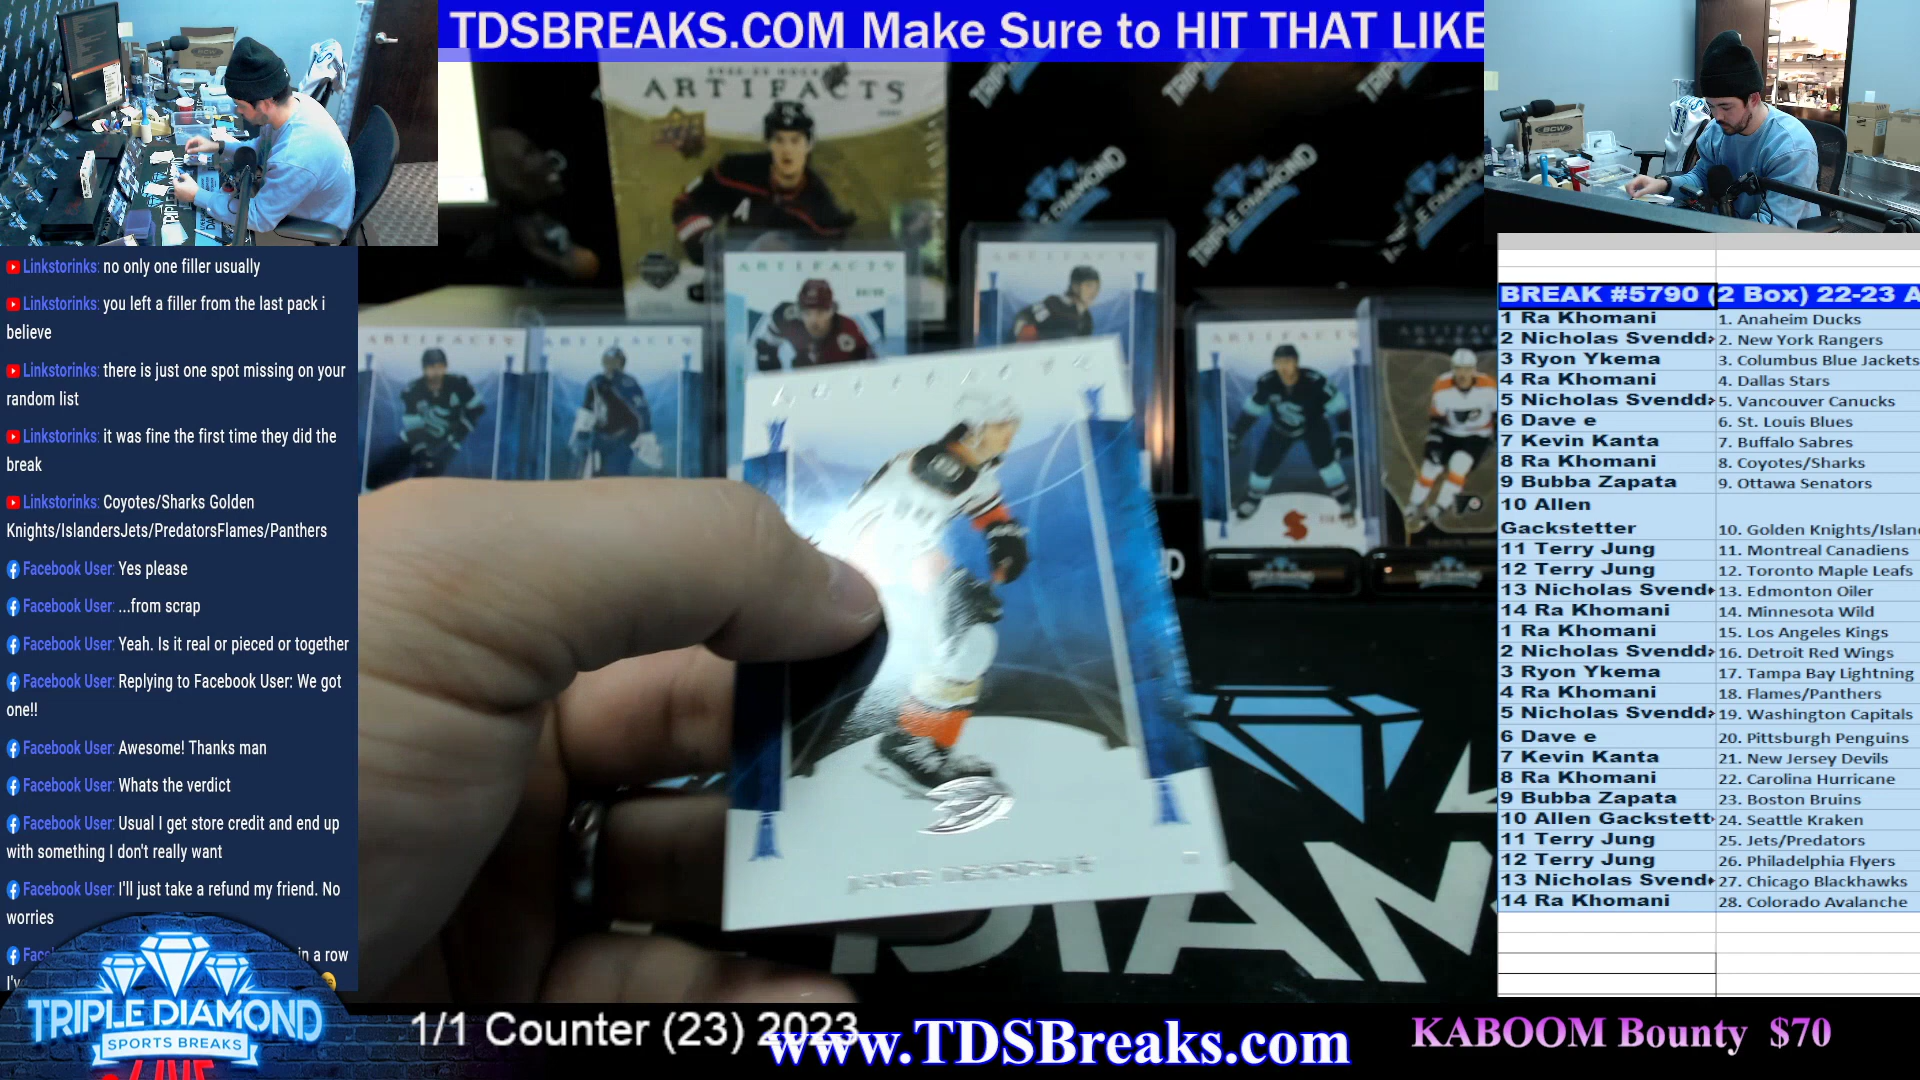 TDSBREAKS.COM Make Sure to HIT THAT LIKE
Linkstorinks: no only one filler usually
Linkstorinks: you left a filler from the last pack i
believe
Linkstorinks: there is just one spot missing on your
random list
Linkstorinks: it was fine the first time they did the
break
Linkstorinks: Coyotes/Sharks Golden
Knights/IslandersJets/PredatorsFlames/Panthers
Facebook User: Yes please
Facebook User: ...from scrap
Facebook User: Yeah. Is it real or pieced or together
Facebook User: Replying to Facebook User: We got
one!!
Facebook User: Awesome! Thanks man
Facebook User: Whats the verdict
Facebook User: Usual I get store credit and end up
with something I don't really want
Facebook User: I'll just take a refund my friend. No
worries
in a row
TRIPLE DIAMOND
SPORTS BREAKS
LIVE
ARTIFACTS
ARTIFACTS
ARTIFACTS
TRIPLE DIAMOND
TRIPLE DIAMOND
BREAK #5790 (2 Box) 22-23 A
1 Ra Khomani 1. Anaheim Ducks
2 Nicholas Svendd 2. New York Rangers
3 Ryon Ykema 3. Columbus Blue Jackets
4 Ra Khomani 4. Dallas Stars
5 Nicholas Svendd 5. Vancouver Canucks
6 Dave e 6. St. Louis Blues
7 Kevin Kanta 7. Buffalo Sabres
8 Ra Khomani 8. Coyotes/Sharks
9 Bubba Zapata 9. Ottawa Senators
10 Allen
Gackstetter 10. Golden Knights/Island
11 Terry Jung 11. Montreal Canadiens
12 Terry Jung 12. Toronto Maple Leafs
13 Nicholas Svend 13. Edmonton Oiler
14 Ra Khomani 14. Minnesota Wild
1 Ra Khomani 15. Los Angeles Kings
2 Nicholas Svendd 16. Detroit Red Wings
3 Ryon Ykema 17. Tampa Bay Lightning
4 Ra Khomani 18. Flames/Panthers
5 Nicholas Svendd 19. Washington Capitals
6 Dave e 20. Pittsburgh Penguins
7 Kevin Kanta 21. New Jersey Devils
8 Ra Khomani 22. Carolina Hurricane
9 Bubba Zapata 23. Boston Bruins
10 Allen Gackstett 24. Seattle Kraken
11 Terry Jung 25. Jets/Predators
12 Terry Jung 26. Philadelphia Flyers
13 Nicholas Svend 27. Chicago Blackhawks
14 Ra Khomani 28. Colorado Avalanche
1/1 Counter (23) 2023
www.TDSBreaks.com
KABOOM Bounty $70